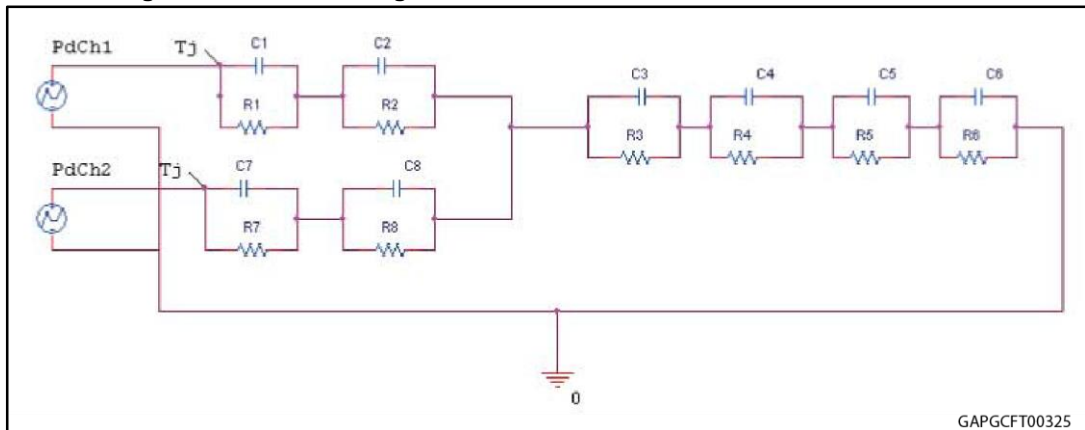 PdCh1
Tj
C1
C2
R1
R2
C3
C4
C5
C6
R3
R4
R5
R6
PdCh2
Tj
C7
C8
R7
R8
0
GAPGCFT00325